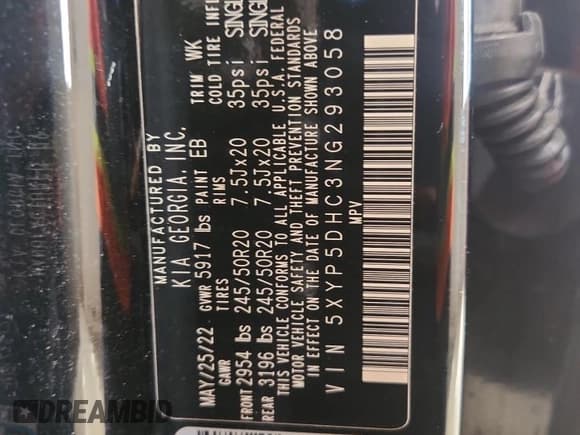 MANUFACTURED BY
KIA GEORGIA, INC.
MAY/25/22 GVWR 5917 lbs PAINT EB TRIM WK
GAWR TIRES RIMS COLD TIRE INF
FRONT 2954 lbs 245/50R20 7.5Jx20 35psi SINGL
REAR 3196 lbs 245/50R20 7.5Jx20 35psi SINGL
THIS VEHICLE CONFORMS TO ALL APPLICABLE U.S.A. FEDERAL
MOTOR VEHICLE SAFETY AND THEFT PREVENTION STANDARDS
IN EFFECT ON THE DATE OF MANUFACTURE SHOWN ABOVE
VIN 5XYP5DHC3NG293058
MPV
DREAMBID